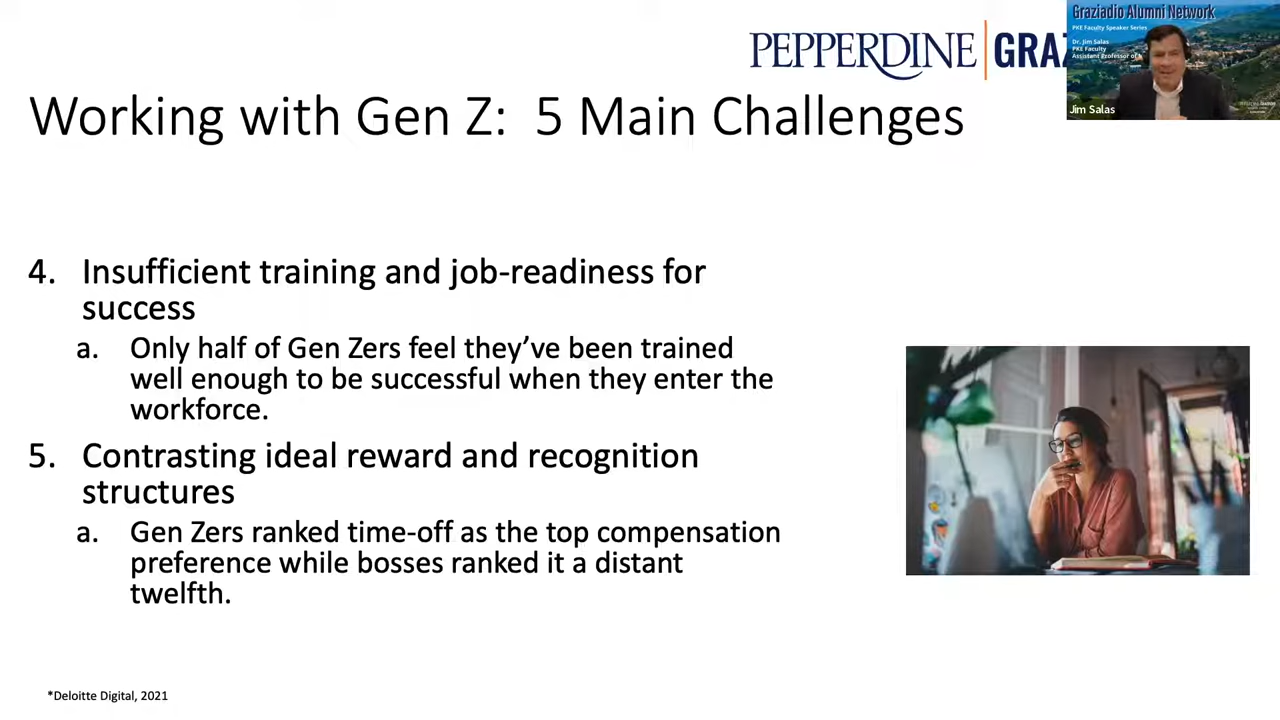 PEPPERDINE GRAZ
Graziadio Alumni Network
PKE Faculty Speaker Series
Dr. Jim Salas
PKE Faculty
Assistant Professor of
Jim Salas
Working with Gen Z: 5 Main Challenges
4. Insufficient training and job-readiness for
success
a. Only half of Gen Zers feel they’ve been trained
well enough to be successful when they enter the
workforce.
5. Contrasting ideal reward and recognition
structures
a. Gen Zers ranked time-off as the top compensation
preference while bosses ranked it a distant
twelfth.
*Deloitte Digital, 2021